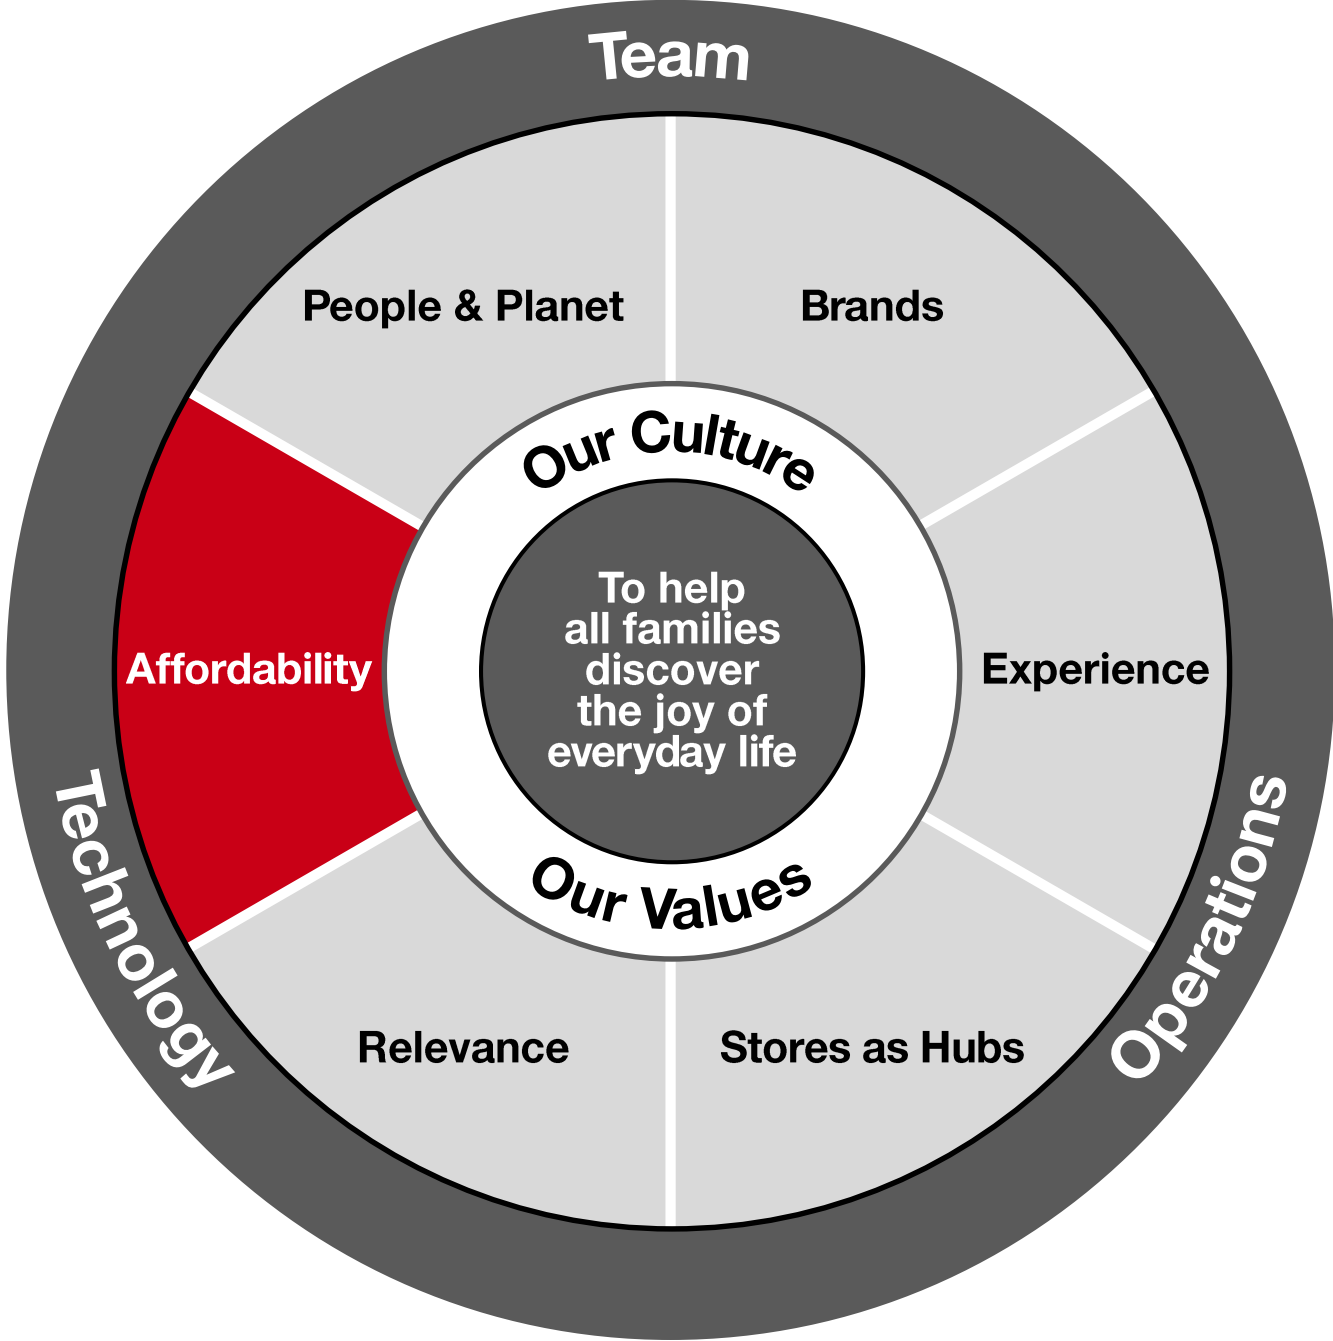 Team
People & Planet
Brands
Our Culture
To help
all families
discover
the joy of
everyday life
Affordability
Experience
Our Values
Technology
Operations
Relevance
Stores as Hubs